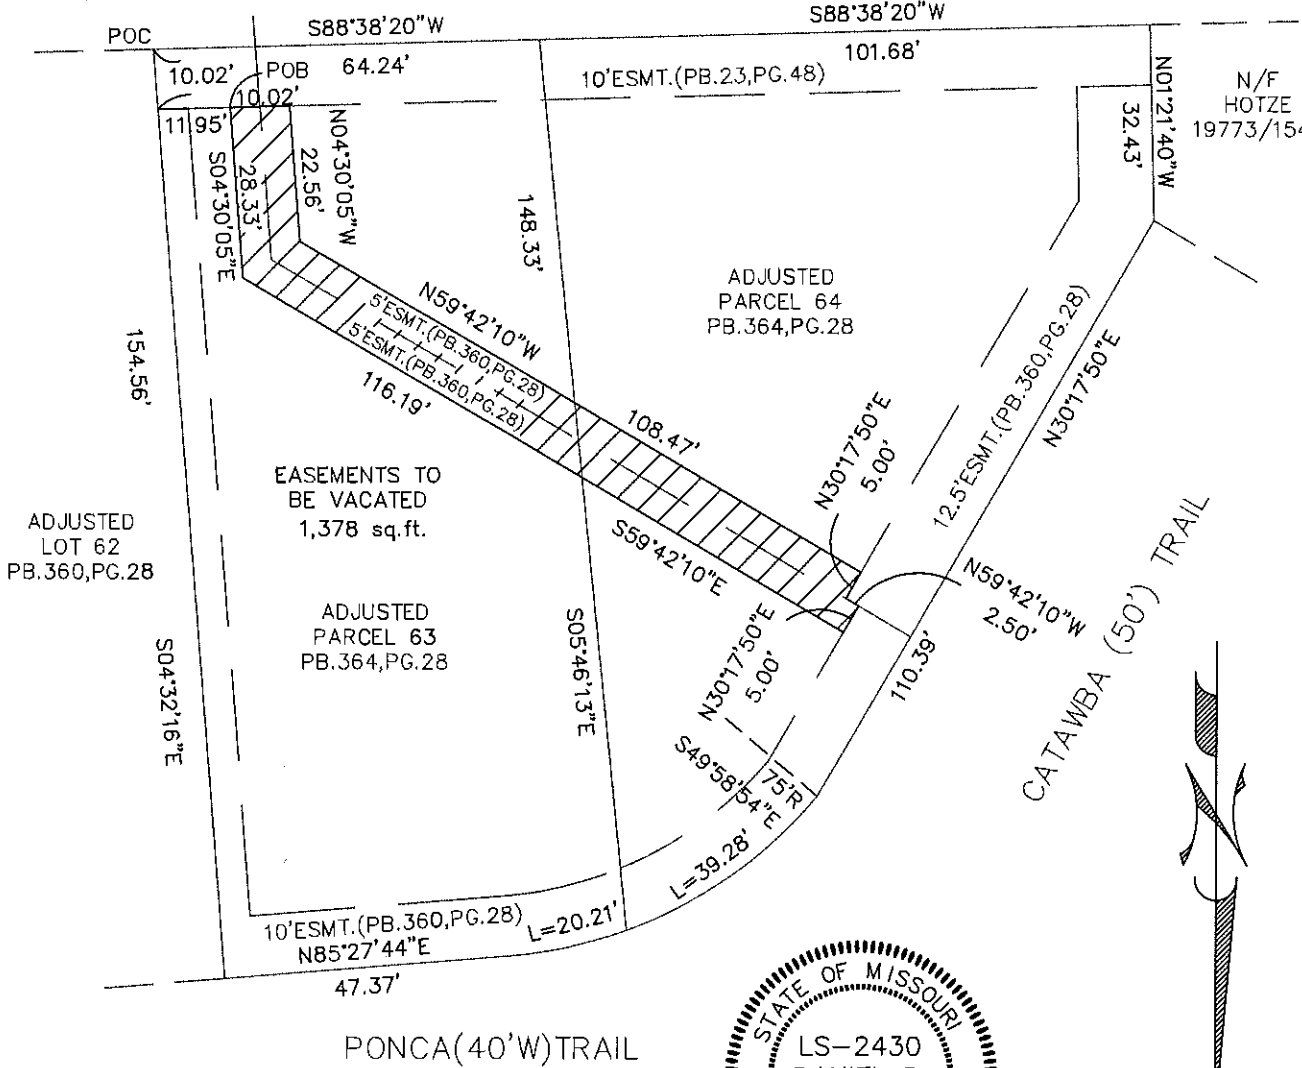 S88°38'20"W
S88°38'20"W
POC
10.02'
POB
64.24'
101.68'
10'ESMT.(PB.23,PG.48)
10.02'
11.95'
N01°21'40"W
32.43'
N/F
HOTZE
S04°30'05"E
28.33'
22.56'
N04°30'05"W
148.33'
ADJUSTED
PARCEL 64
PB.364,PG.28
N59°42'10"W
5'ESMT.(PB.360,PG.28)
5'ESMT.(PB.360,PG.28)
116.19'
108.47'
154.56'
N30°17'50"E
5.00'
12.5'ESMT.(PB.360,PG.28)
N30°17'50"E
EASEMENTS TO
BE VACATED
1,378 sq.ft.
ADJUSTED
LOT 62
PB.360,PG.28
S59°42'10"E
N59°42'10"W
2.50'
CATAWBA (50') TRAIL
ADJUSTED
PARCEL 63
PB.364,PG.28
S04°32'16"E
S05°46'13"E
N30°17'50"E
5.00'
110.39'
S49°58'54"E
75'R
L=39.28'
10'ESMT.(PB.360,PG.28)
L=20.21'
N85°27'44"E
47.37'
PONCA(40'W)TRAIL
STATE OF MISSOURI
LS-2430